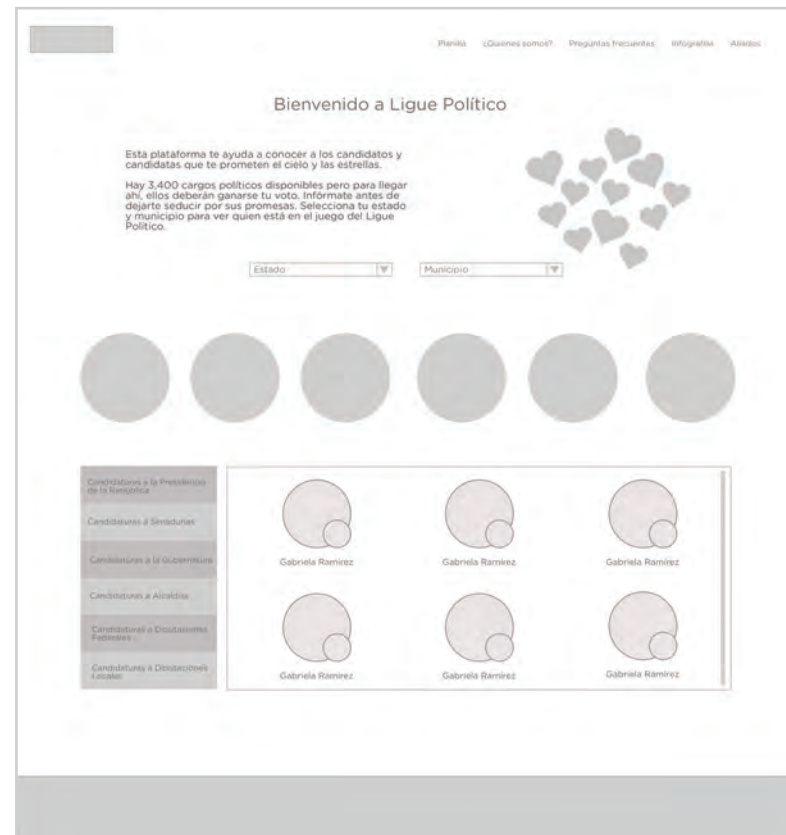 Planilla ¿Quienes somos? Preguntas frecuentes Infografías Aliados
Bienvenido a Ligue Político
Esta plataforma te ayuda a conocer a los candidatos y
candidatas que te prometen el cielo y las estrellas.
Hay 3,400 cargos políticos disponibles pero para llegar
ahí, ellos deberán ganarse tu voto. Infórmate antes de
dejarte seducir por sus promesas. Selecciona tu estado
y municipio para ver quien está en el juego del Ligue
Político.
Estado Municipio
Candidaturas a la Presidencia
de la República
Candidaturas a Senadurías
Candidaturas a la Gubernatura
Candidaturas a Alcaldías
Candidaturas a Diputaciones
Federales
Candidaturas a Diputaciones
Locales
Gabriela Ramírez Gabriela Ramírez Gabriela Ramírez
Gabriela Ramírez Gabriela Ramírez Gabriela Ramírez